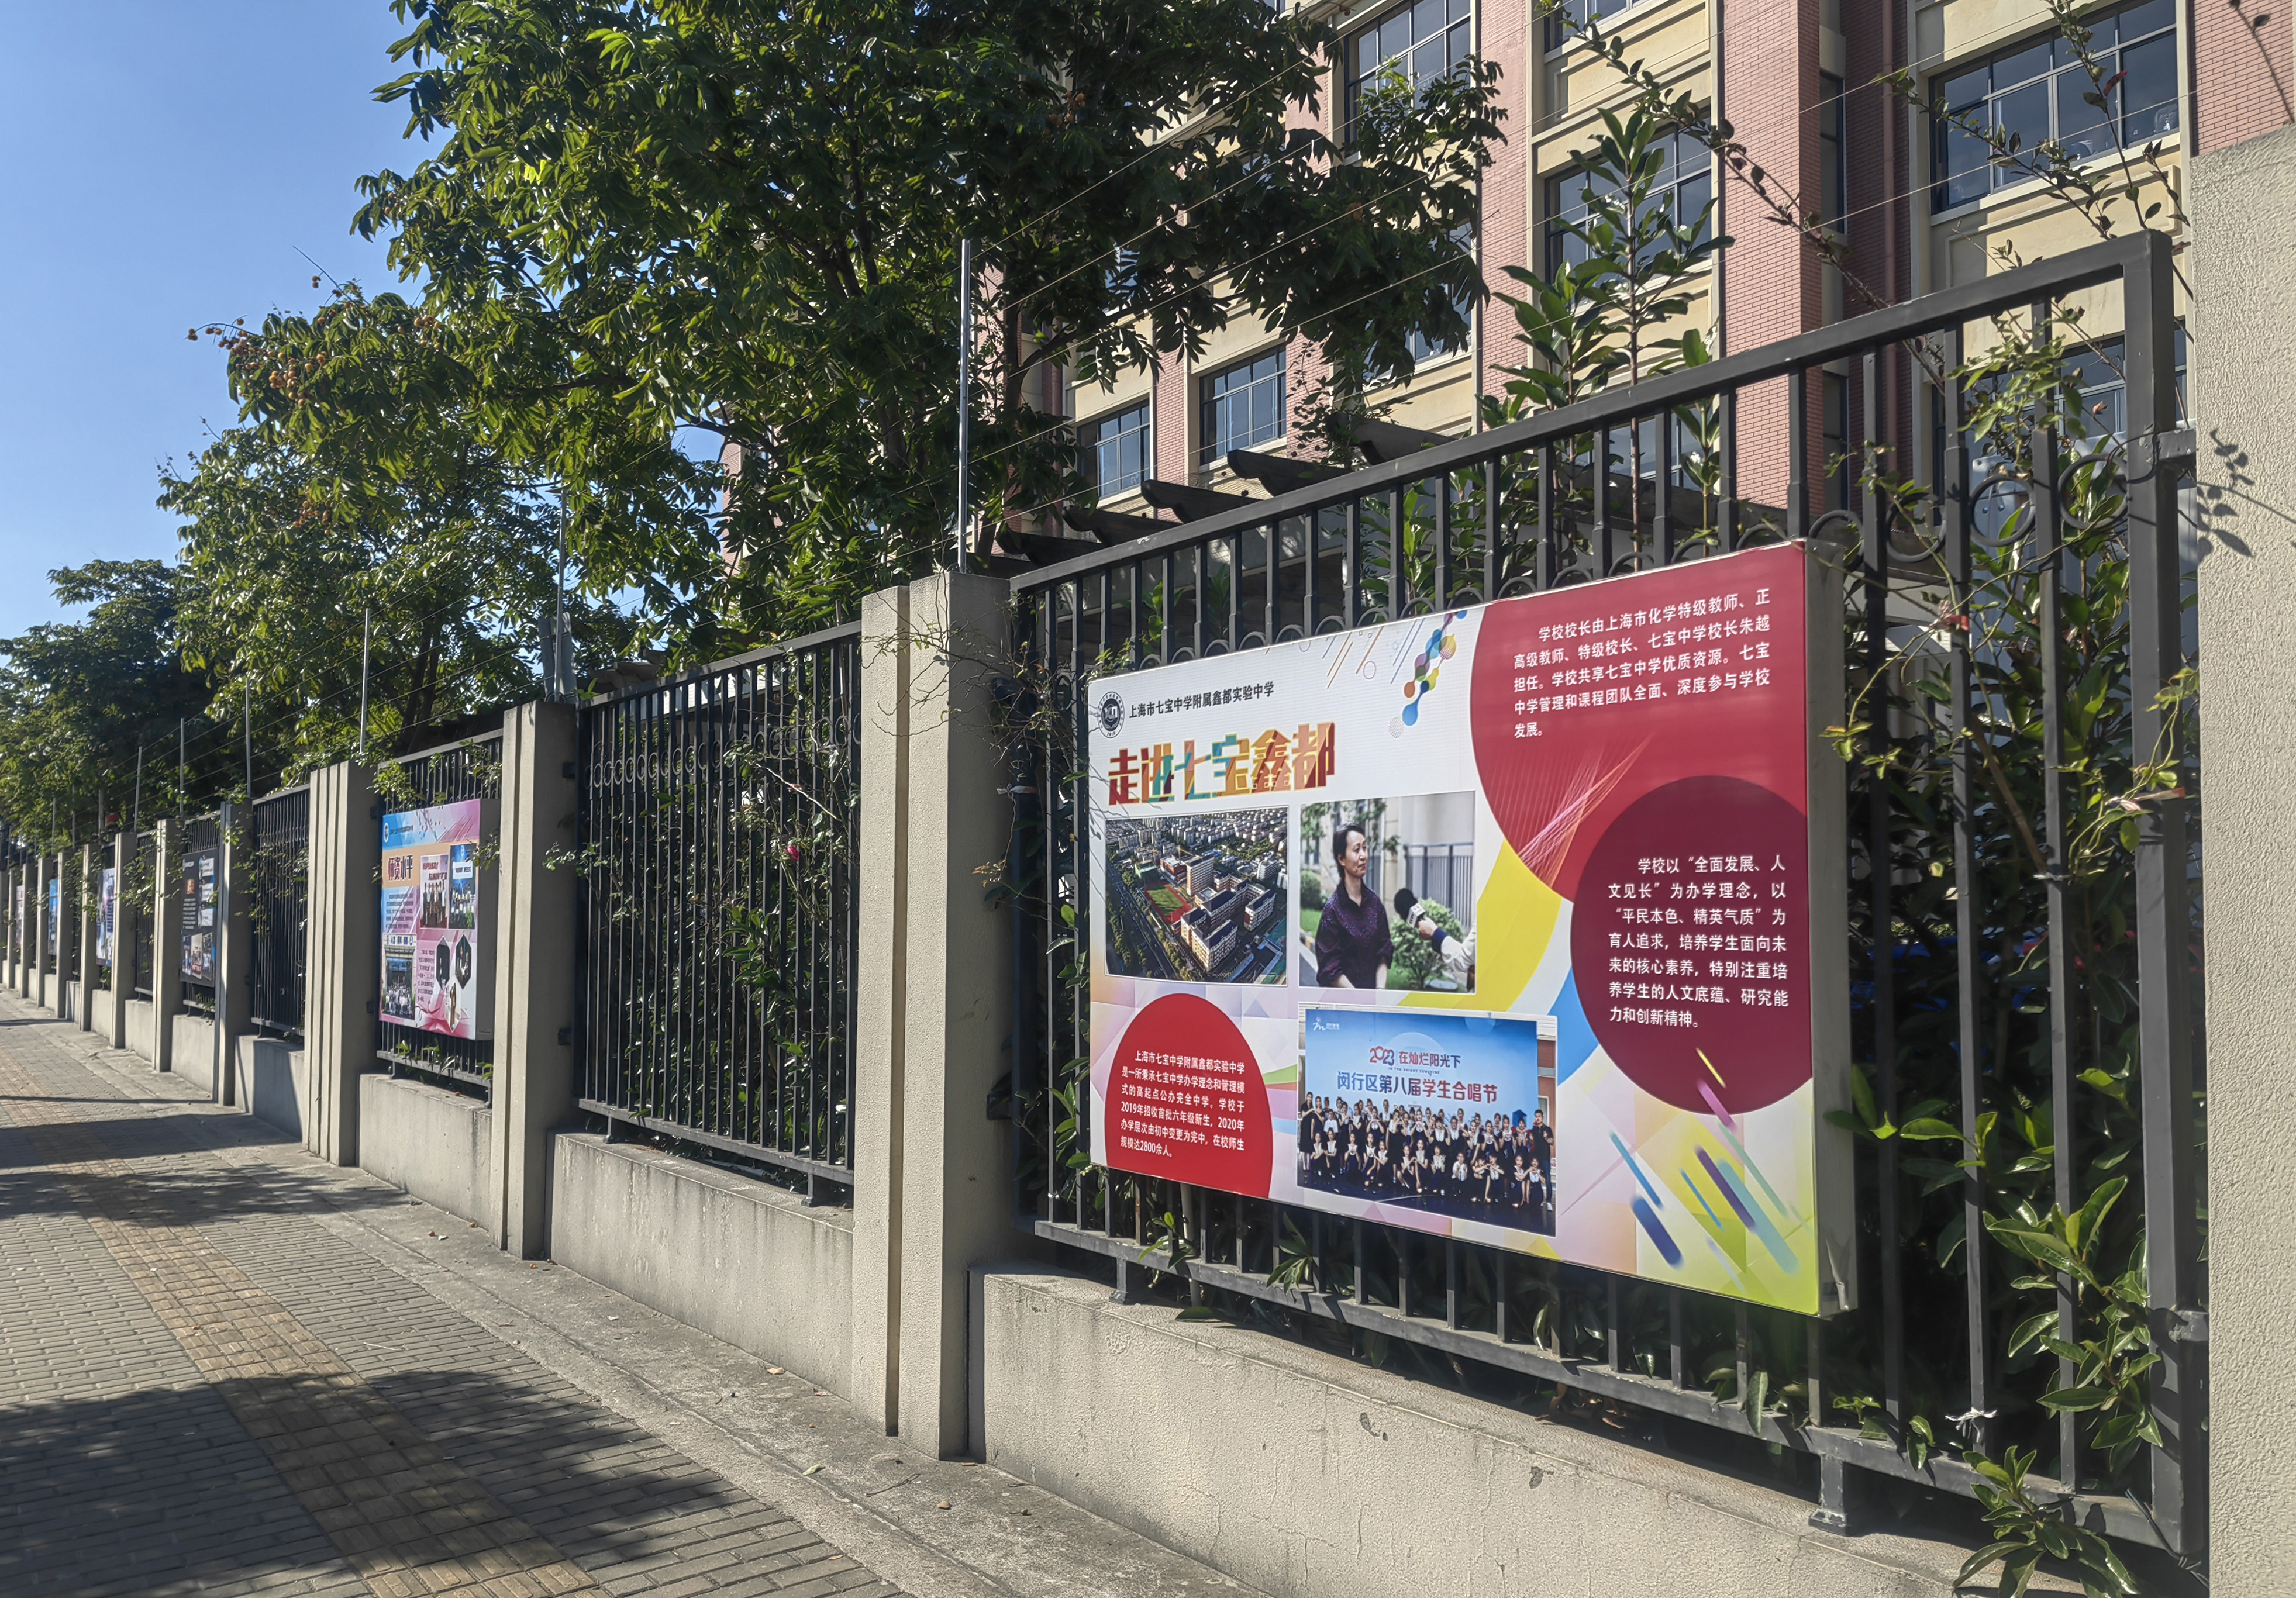 上海市七宝中学附属鑫都实验中学
走进七宝鑫都
学校校长由上海市化学特级教师、正
高级教师、特级校长、七宝中学校长朱越
担任。学校共享七宝中学优质资源。七宝
中学管理和课程团队全面、深度参与学校
发展。
学校以“全面发展、人
文见长”为办学理念，以
“平民本色、精英气质”为
育人追求，培养学生面向未
来的核心素养，特别注重培
养学生的人文底蕴、研究能
力和创新精神。
上海市七宝中学附属鑫都实验中学
是一所秉承七宝中学办学理念和管理模
式的高起点公办完全中学。学校于
2019年招收首批六年级新生，2020年
办学层次由初中变更为完中，在校师生
规模达2800余人。
2023 在灿烂阳光下
闵行区第八届学生合唱节
师资水平